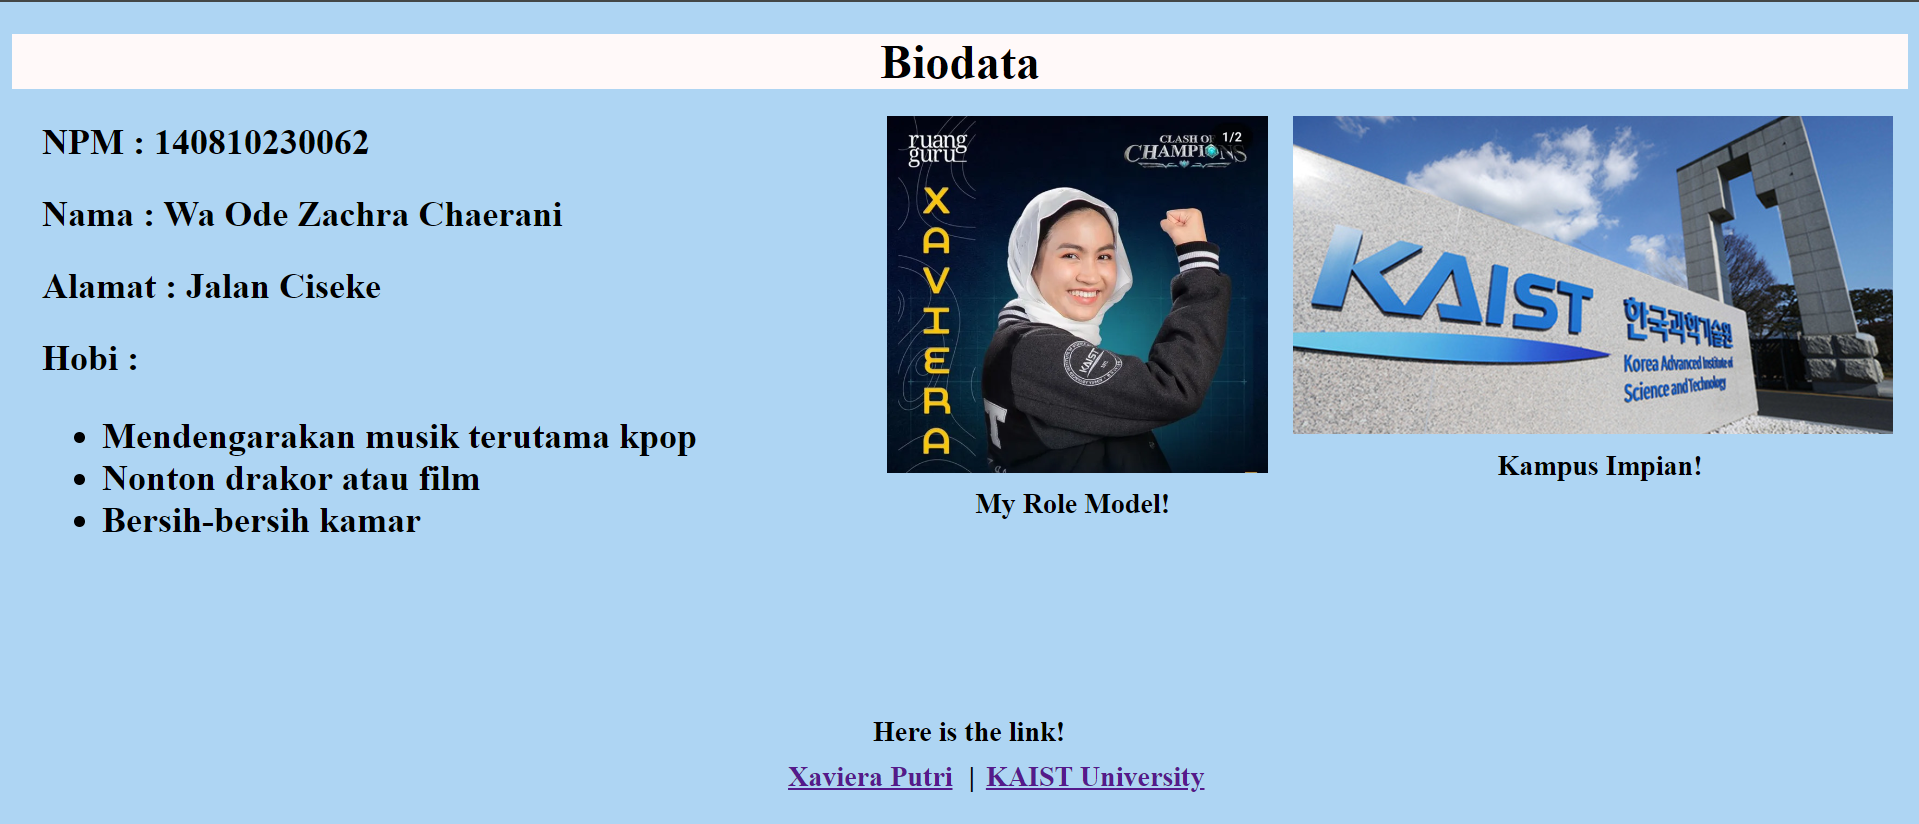 Biodata
NPM : 140810230062
Nama : Wa Ode Zachra Chaerani
Alamat : Jalan Ciseke
Hobi :
• Mendengarakan musik terutama kpop
• Nonton drakor atau film
• Bersih-bersih kamar
ruang
guru
CLASH OF
CHAMPIONS
1/2
XAVIERA
KAIST
My Role Model!
KAIST
한국과학기술원
Korea Advanced Institute of
Science and Technology
Kampus Impian!
Here is the link!
Xaviera Putri | KAIST University